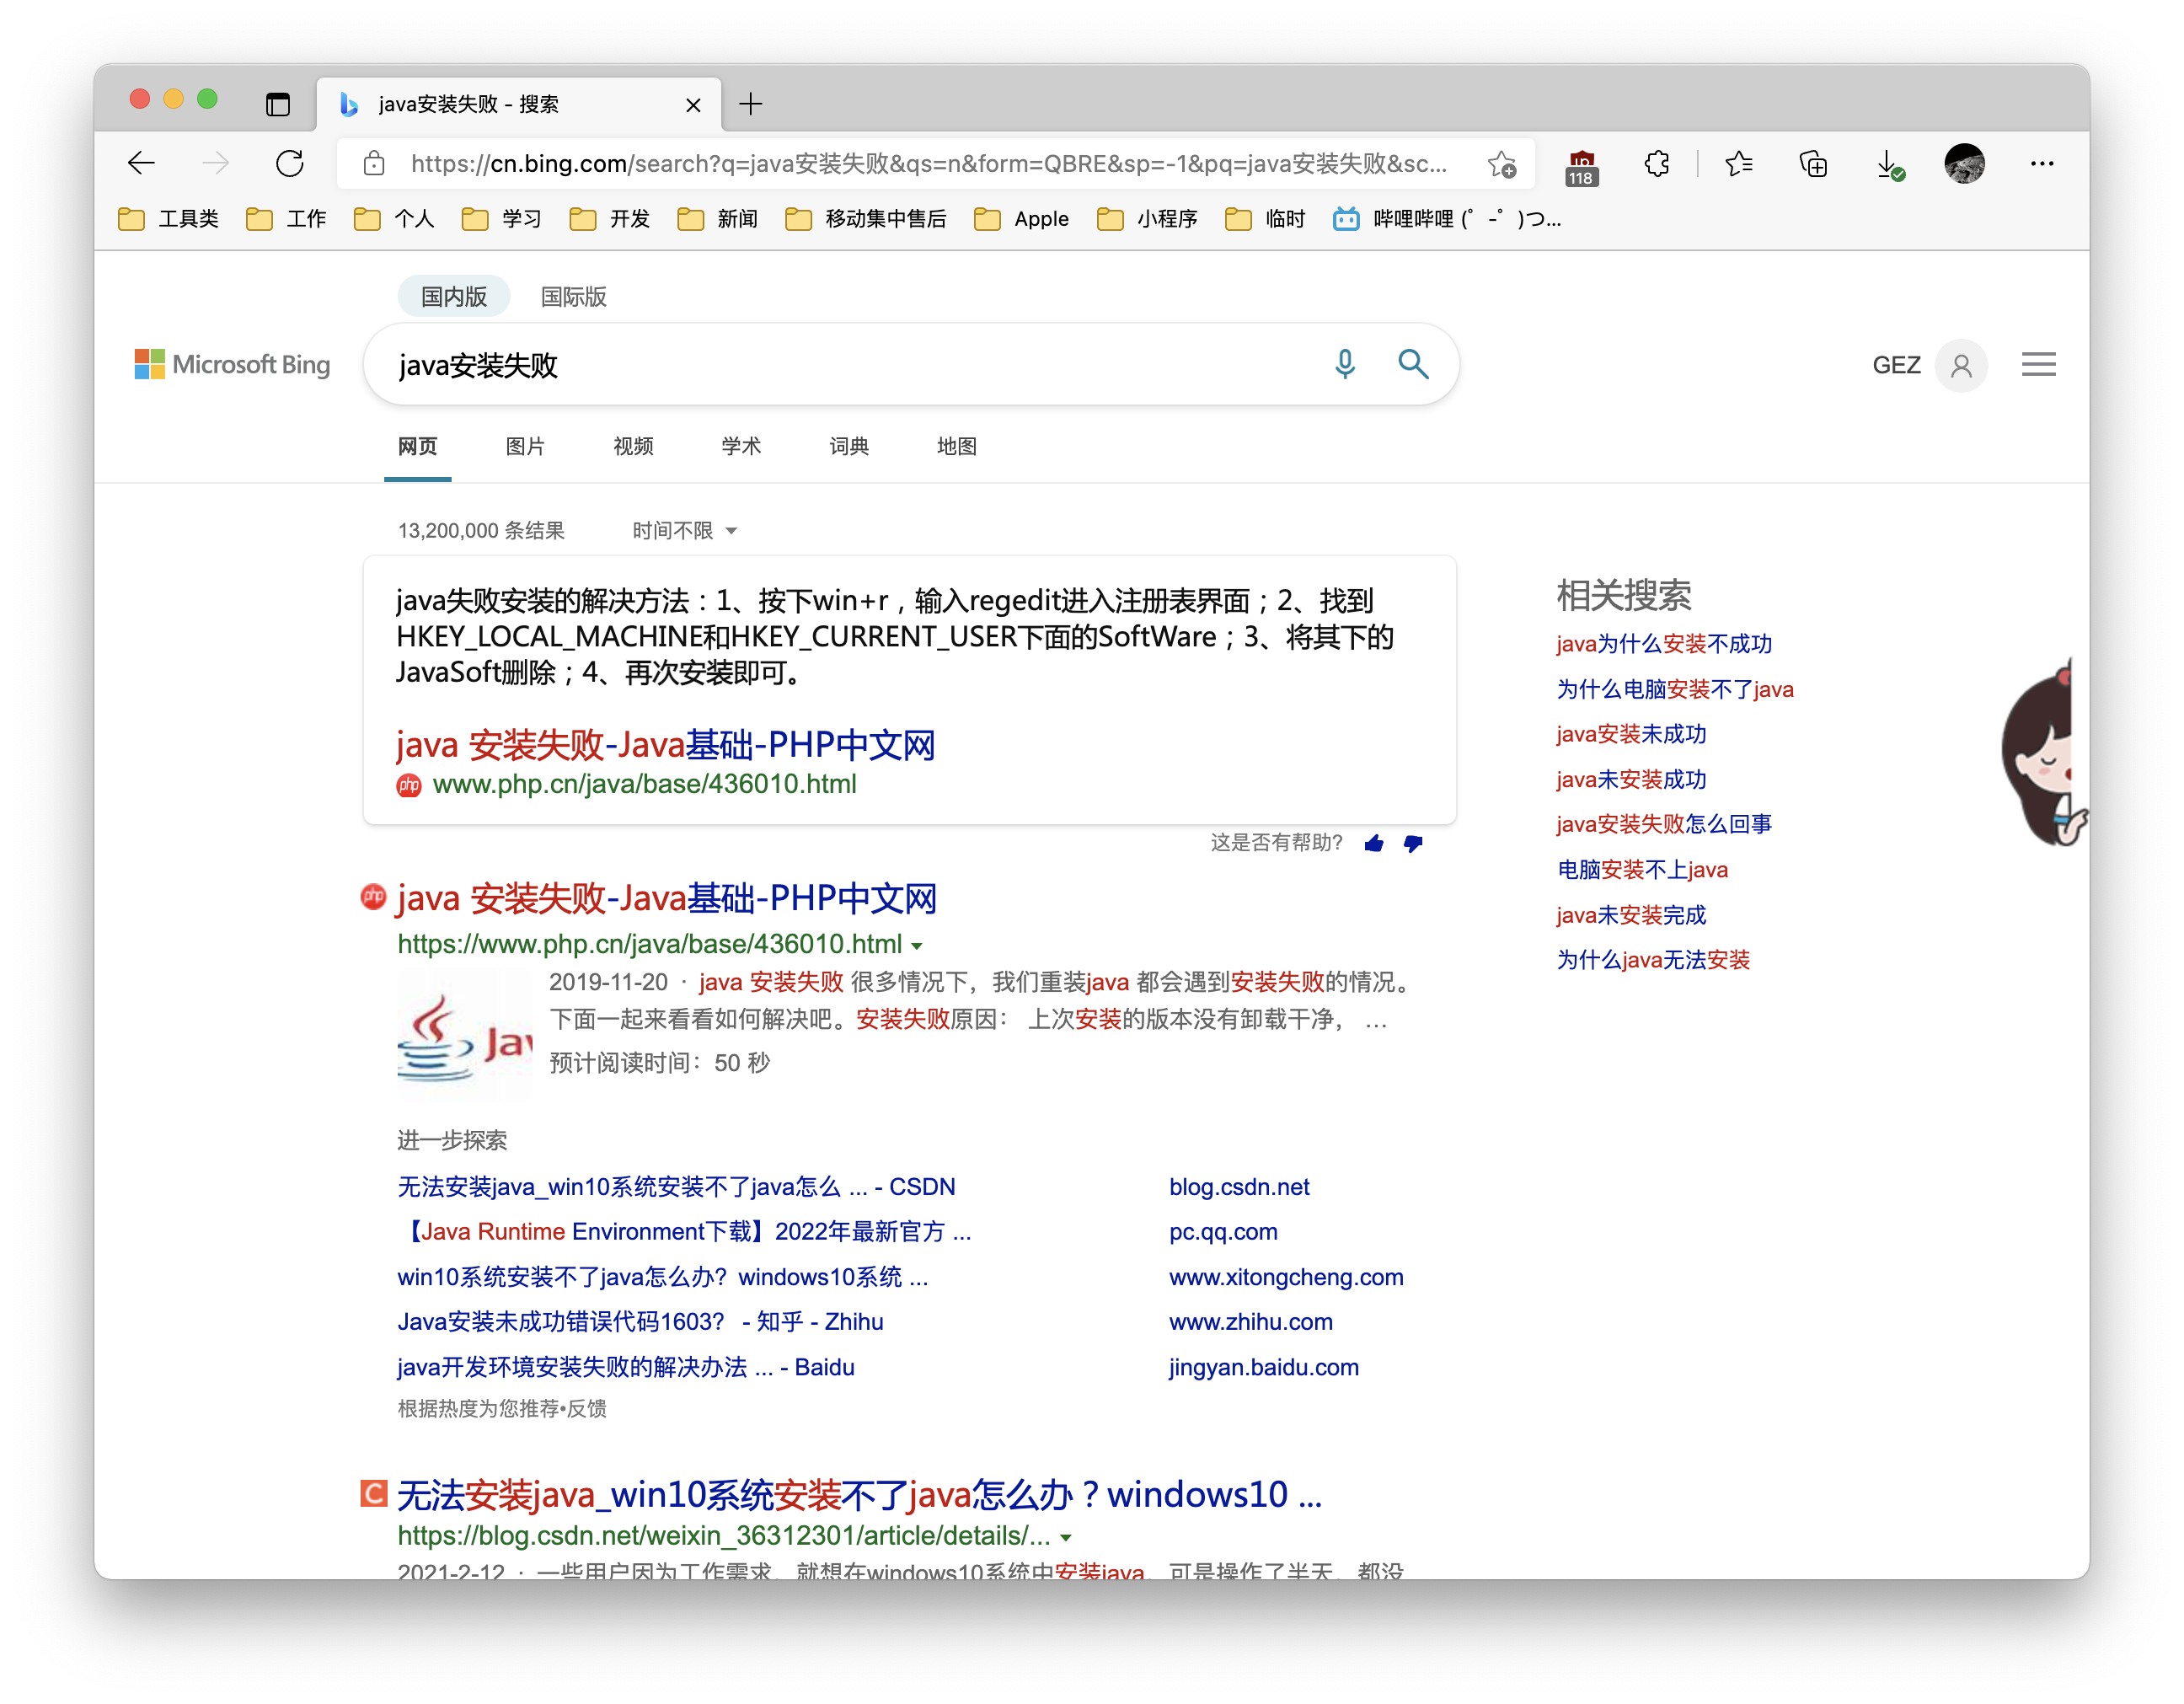 java安装失败 - 搜索
https://cn.bing.com/search?q=java安装失败&qs=n&form=QBRE&sp=-1&pq=java安装失败&sc...
118
工具类 工作 个人 学习 开发 新闻 移动集中售后 Apple 小程序 临时 哔哩哔哩 (゜-゜)つ...
国内版 国际版
Microsoft Bing
java安装失败
GEZ
网页 图片 视频 学术 词典 地图
13,200,000 条结果 时间不限
java失败安装的解决方法：1、按下win+r，输入regedit进入注册表界面；2、找到
HKEY_LOCAL_MACHINE和HKEY_CURRENT_USER下面的SoftWare；3、将其下的
JavaSoft删除；4、再次安装即可。
java 安装失败-Java基础-PHP中文网
php www.php.cn/java/base/436010.html
这是否有帮助?
php java 安装失败-Java基础-PHP中文网
https://www.php.cn/java/base/436010.html
2019-11-20 · java 安装失败 很多情况下，我们重装java 都会遇到安装失败的情况。
下面一起来看看如何解决吧。安装失败原因： 上次安装的版本没有卸载干净， ...
预计阅读时间：50 秒
进一步探索
无法安装java_win10系统安装不了java怎么 ... - CSDN blog.csdn.net
【Java Runtime Environment下载】2022年最新官方 ... pc.qq.com
win10系统安装不了java怎么办？windows10系统 ... www.xitongcheng.com
Java安装未成功错误代码1603？ - 知乎 - Zhihu www.zhihu.com
java开发环境安装失败的解决办法 ... - Baidu jingyan.baidu.com
根据热度为您推荐•反馈
C 无法安装java_win10系统安装不了java怎么办？windows10 ...
https://blog.csdn.net/weixin_36312301/article/details/...
2021-2-12 · 一些用户因为工作需求，就想在windows10系统中安装java，可是操作了半天，都没
相关搜索
java为什么安装不成功
为什么电脑安装不了java
java安装未成功
java未安装成功
java安装失败怎么回事
电脑安装不上java
java未安装完成
为什么java无法安装